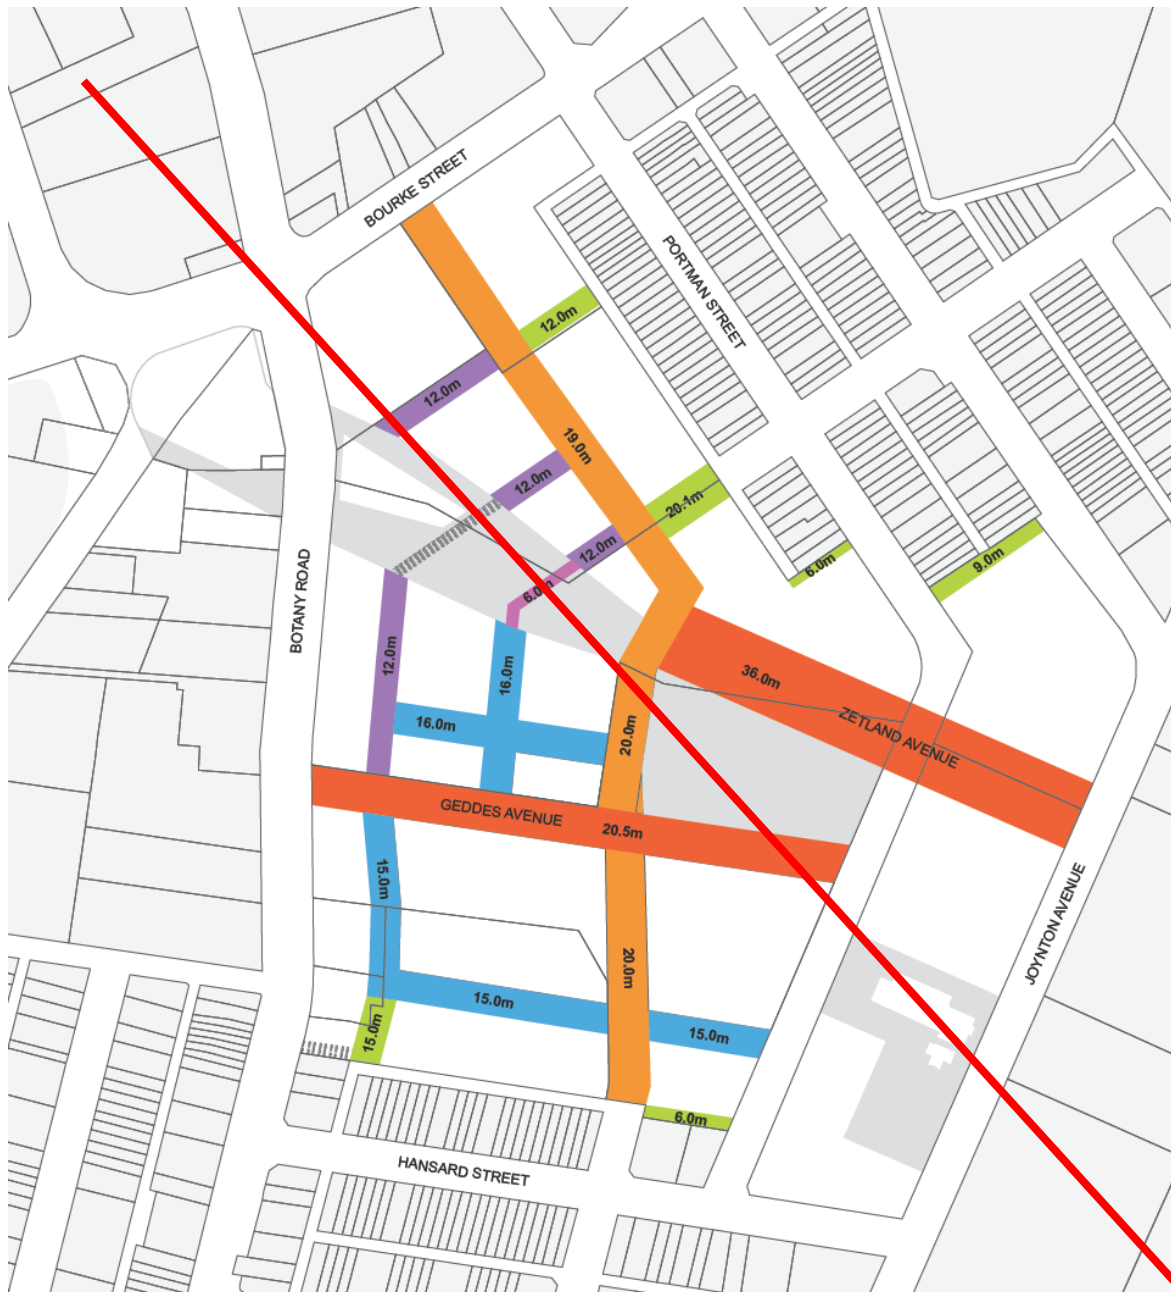 BOURKE STREET
PORTMAN STREET
12.0m
12.0m
19.0m
12.0m
20.1m
12.0m
6.0m
9.0m
6.0m
BOTANY ROAD
12.0m
16.0m
36.0m
16.0m
20.0m
ZETLAND AVENUE
GEDDES AVENUE
20.5m
15.0m
JOYNTON AVENUE
20.0m
15.0m
15.0m
15.0m
6.0m
HANSARD STREET